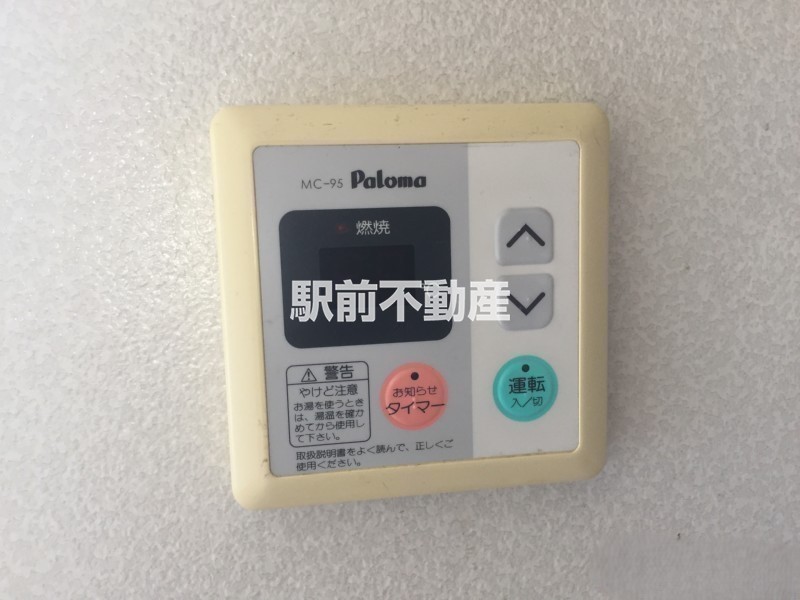 MC-95 Paloma
燃焼
駅前不動産
警告
やけど注意
お湯を使うとき
は、湯温を確か
めてから使用し
て下さい。
お知らせ
タイマー
運転
入/切
取扱説明書をよく読んで、正しくご
使用ください。